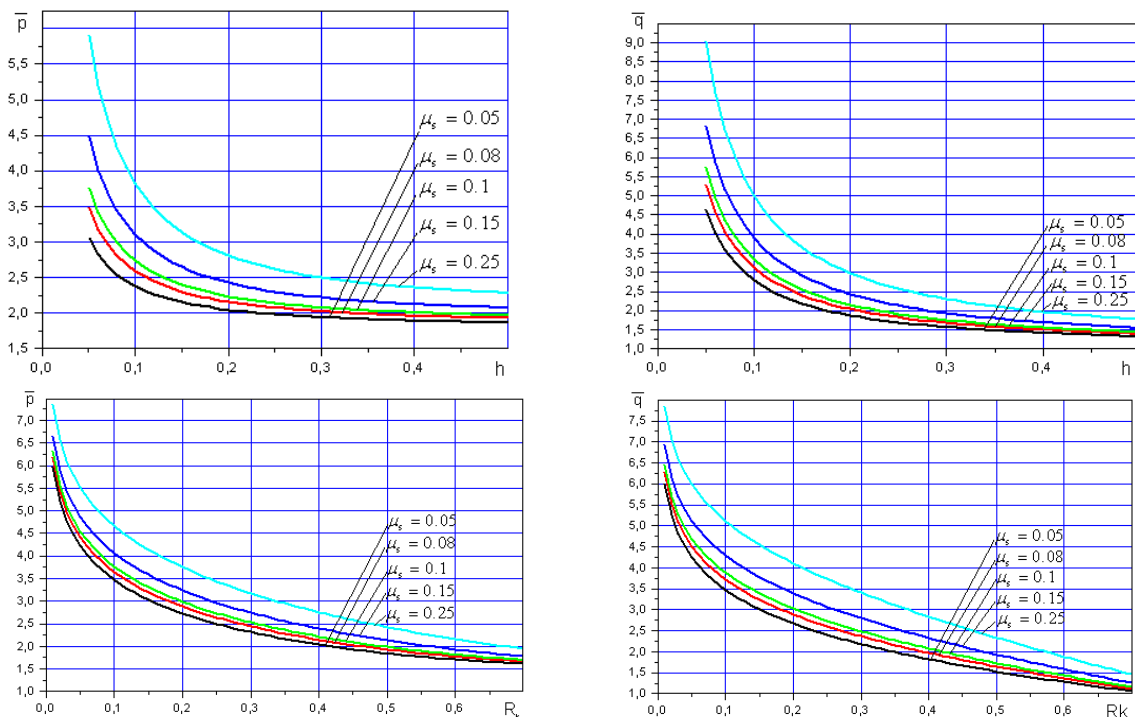 p̅
5,5
5,0
4,5
4,0
3,5
3,0
2,5
2,0
1,5
0,0 0,1 0,2 0,3 0,4 h
μs = 0.05
μs = 0.08
μs = 0.1
μs = 0.15
μs = 0.25
q̅
9,0
8,5
8,0
7,5
7,0
6,5
6,0
5,5
5,0
4,5
4,0
3,5
3,0
2,5
2,0
1,5
1,0
0,0 0,1 0,2 0,3 0,4 h
μs = 0.05
μs = 0.08
μs = 0.1
μs = 0.15
μs = 0.25
p̅
7,0
6,5
6,0
5,5
5,0
4,5
4,0
3,5
3,0
2,5
2,0
1,5
1,0
0,0 0,1 0,2 0,3 0,4 0,5 0,6 Rk
μs = 0.05
μs = 0.08
μs = 0.1
μs = 0.15
μs = 0.25
q̅
7,5
7,0
6,5
6,0
5,5
5,0
4,5
4,0
3,5
3,0
2,5
2,0
1,5
1,0
0,0 0,1 0,2 0,3 0,4 0,5 0,6 Rk
μs = 0.05
μs = 0.08
μs = 0.1
μs = 0.15
μs = 0.25